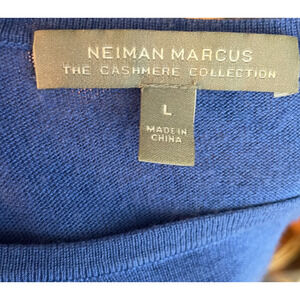 NEIMAN MARCUS
THE CASHMERE COLLECTION
L
MADE IN
CHINA